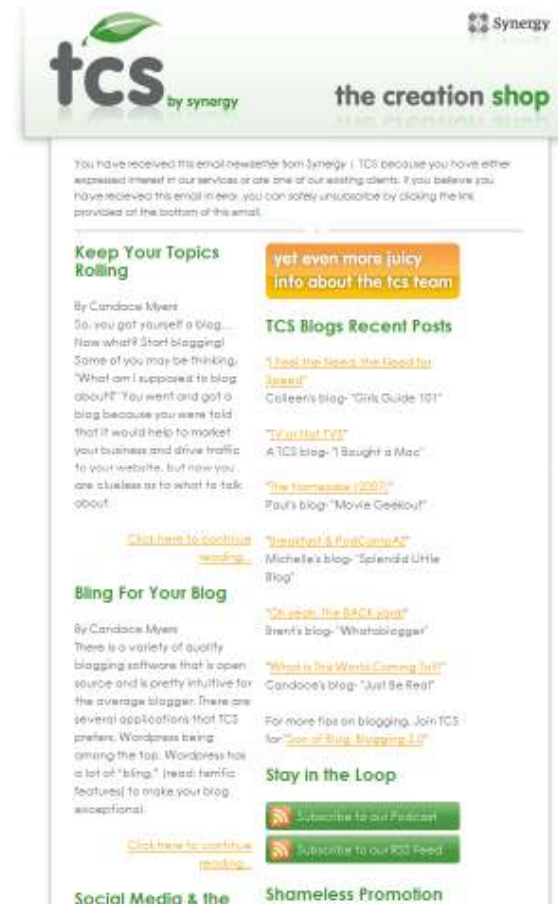 Synergy
tcs
by synergy
the creation shop
You have received this email newsletter from Synergy | TCS because you have either
expressed interest in our services or are one of our existing clients. If you believe you
have recieved this email in error, you can safely unsubscribe by clicking the link
provided at the bottom of this email.
Keep Your Topics
Rolling
By Candace Myers
So, you got yourself a blog....
Now what? Start blogging!
Some of you may be thinking,
"What am I supposed to blog
about?" You went and got a
blog because you were told
that it would help to market
your business and drive traffic
to your website, but now you
are clueless as to what to talk
about.
Click here to continue
reading...
Bling For Your Blog
By Candace Myers
There is a variety of quality
blogging software that is open
source and is pretty intuitive for
the average blogger. There are
several applications that TCS
prefers, Wordpress being
among the top. Wordpress has
a lot of "bling," (read: terrific
features) to make your blog
exceptional.
Click here to continue
reading...
Social Media & the
yet even more juicy
info about the tcs team
TCS Blogs Recent Posts
"I Feel the Need, the Need for
Speed"
Colleen's blog- "Girls Guide 101"
"TV or Not TV?"
A TCS blog- "I Bought a Mac"
"The Namesake (2007)"
Paul's blog- "Movie Geekout"
"Breakfast & PodCampAZ"
Michelle's blog- "Splendid Little
Blog"
"Oh yeah, The BACK yard!"
Brent's blog- "Whatablogger"
"What is The World Coming To?!"
Candace's blog- "Just Be Real"
For more tips on blogging, Join TCS
for "Son of Blog, Blogging 2.0"
Stay in the Loop
Subscribe to our Podcast
Subscribe to our RSS Feed
Shameless Promotion